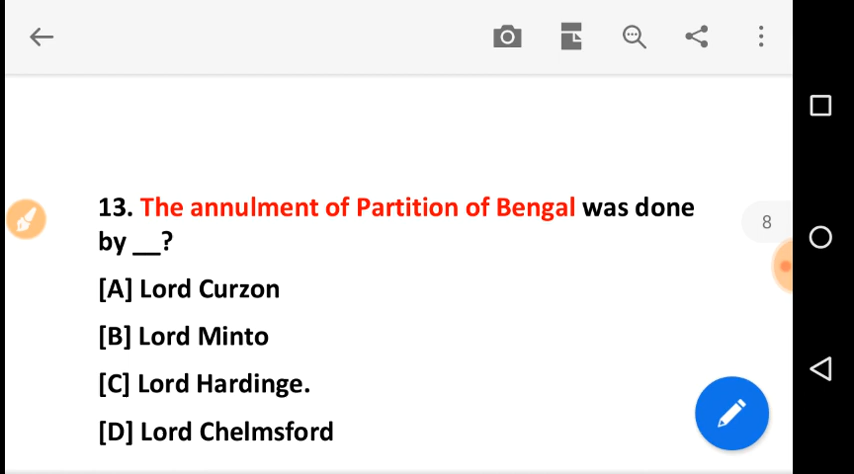 13. The annulment of Partition of Bengal was done
by __?
8
[A] Lord Curzon
[B] Lord Minto
[C] Lord Hardinge.
[D] Lord Chelmsford